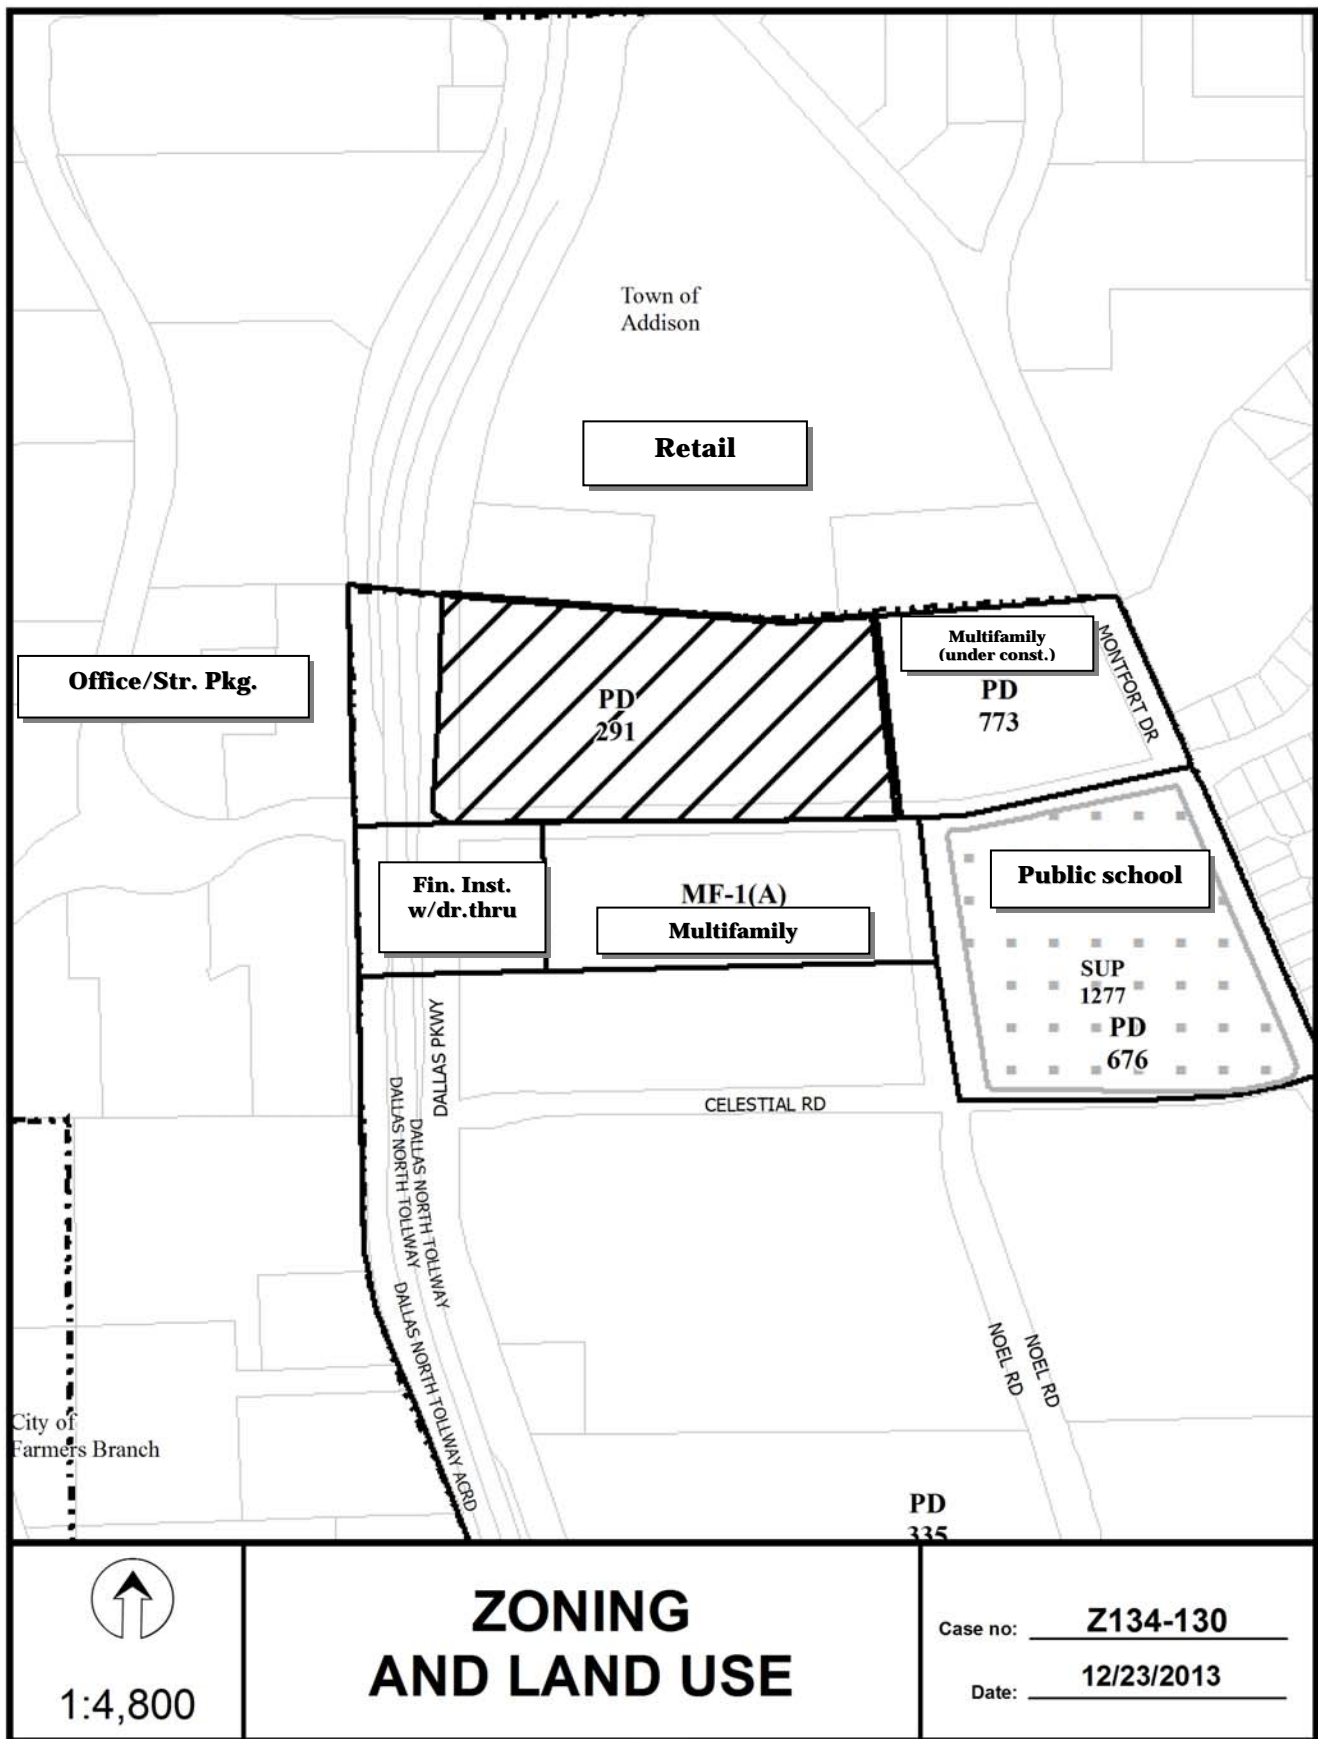 Town of
Addison
Retail
Office/Str. Pkg.
Multifamily
(under const.)
PD
291
PD
773
MONTFORT DR
Fin. Inst.
w/dr.thru
MF-1(A)
Multifamily
Public school
SUP
1277
PD
676
DALLAS PKWY
CELESTIAL RD
DALLAS NORTH TOLLWAY
DALLAS NORTH TOLLWAY
DALLAS NORTH TOLLWAY ACRD
NOEL RD
NOEL RD
City of
Farmers Branch
PD
335
1:4,800
ZONING
AND LAND USE
Case no: Z134-130
Date: 12/23/2013